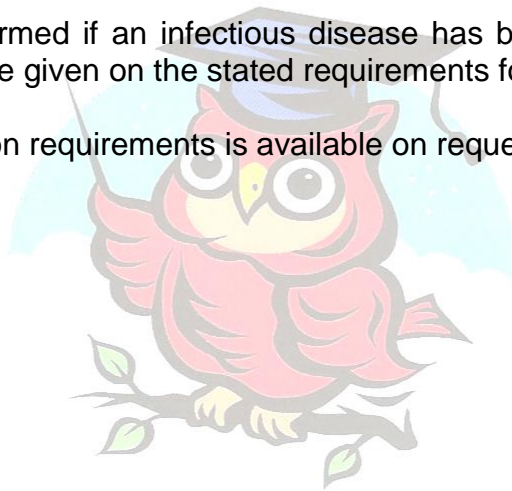 rmed if an infectious disease has b
e given on the stated requirements fo
on requirements is available on reque